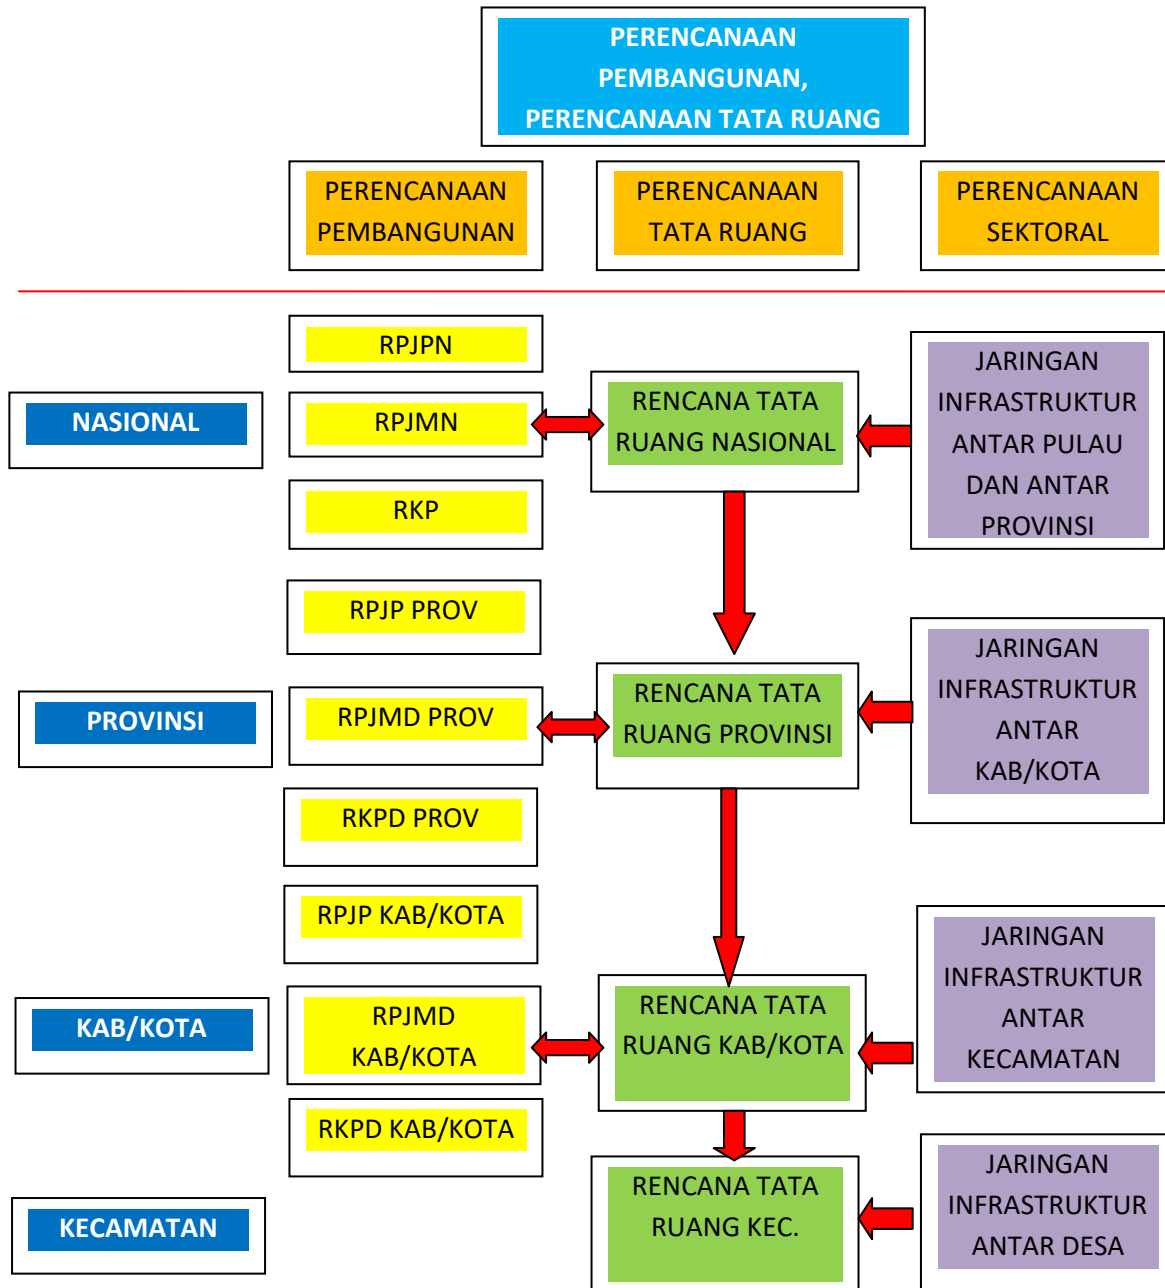 PERENCANAAN
PEMBANGUNAN,
PERENCANAAN TATA RUANG
PERENCANAAN
PEMBANGUNAN
PERENCANAAN
TATA RUANG
PERENCANAAN
SEKTORAL
NASIONAL
RPJPN
RPJMN
RKP
RENCANA TATA
RUANG NASIONAL
JARINGAN
INFRASTRUKTUR
ANTAR PULAU
DAN ANTAR
PROVINSI
PROVINSI
RPJP PROV
RPJMD PROV
RKPD PROV
RENCANA TATA
RUANG PROVINSI
JARINGAN
INFRASTRUKTUR
ANTAR
KAB/KOTA
KAB/KOTA
RPJP KAB/KOTA
RPJMD
KAB/KOTA
RKPD KAB/KOTA
RENCANA TATA
RUANG KAB/KOTA
JARINGAN
INFRASTRUKTUR
ANTAR
KECAMATAN
KECAMATAN
RENCANA TATA
RUANG KEC.
JARINGAN
INFRASTRUKTUR
ANTAR DESA